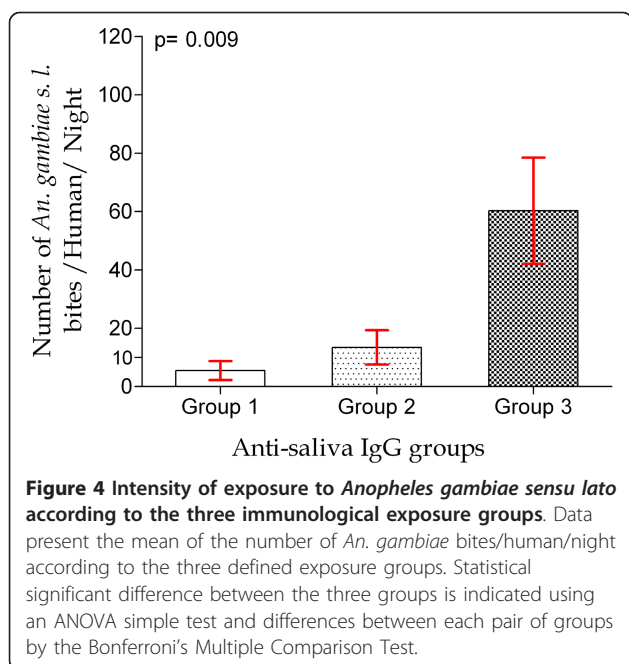 p= 0.009
Number of An. gambiae s. l.
bites /Human/ Night
120
100
80
60
40
20
10
0
Group 1
Group 2
Group 3
Anti-saliva IgG groups
Figure 4 Intensity of exposure to Anopheles gambiae sensu lato
according to the three immunological exposure groups. Data
present the mean of the number of An. gambiae bites/human/night
according to the three defined exposure groups. Statistical
significant difference between the three groups is indicated using
an ANOVA simple test and differences between each pair of groups
by the Bonferroni's Multiple Comparison Test.